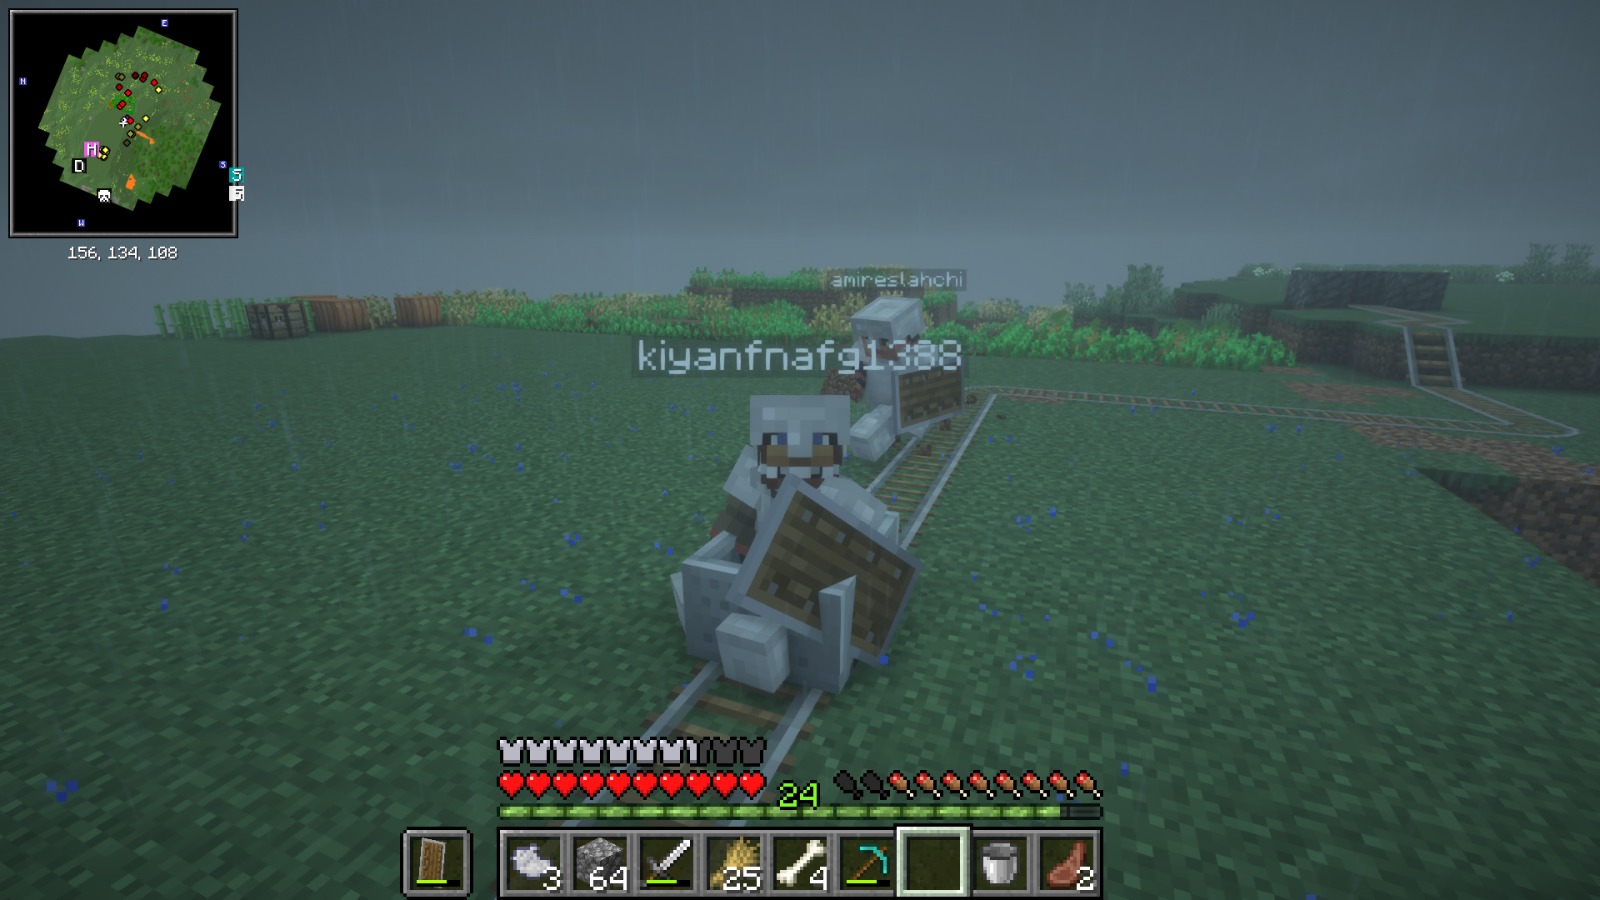 E
N
H
D
S
S
W
156, 134, 108
amireslahchi
kiyanfnafg1388
24
3
64
25
4
2